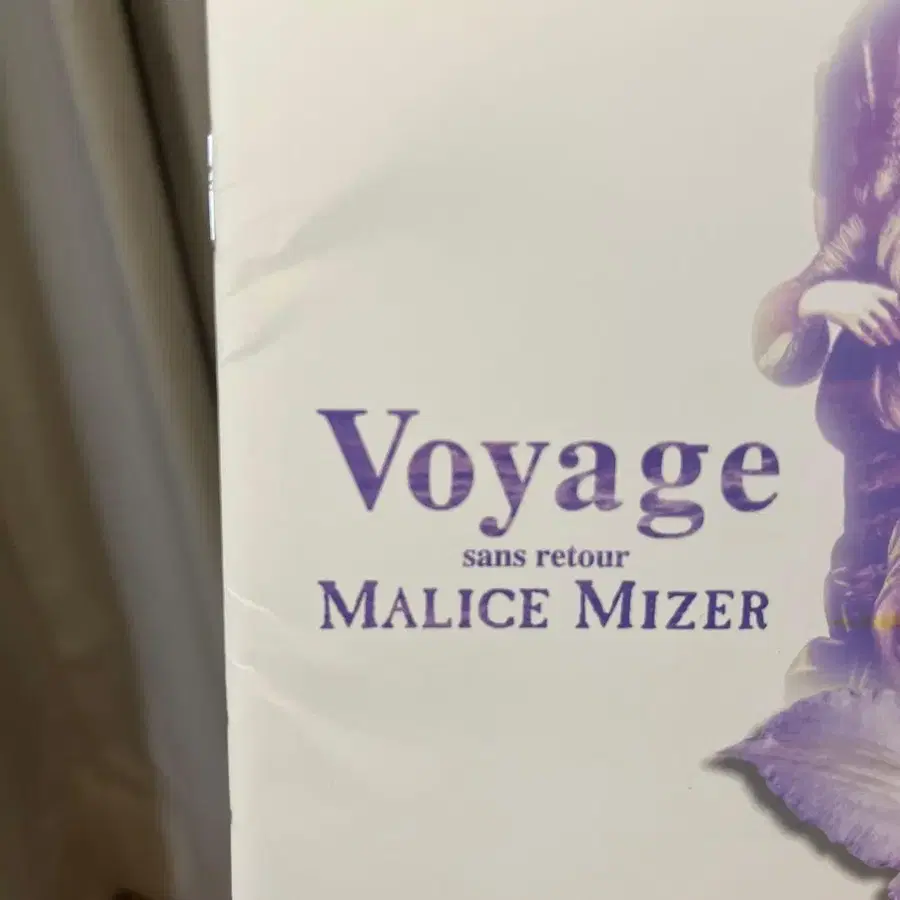 Voyage
sans retour
MALICE MIZER